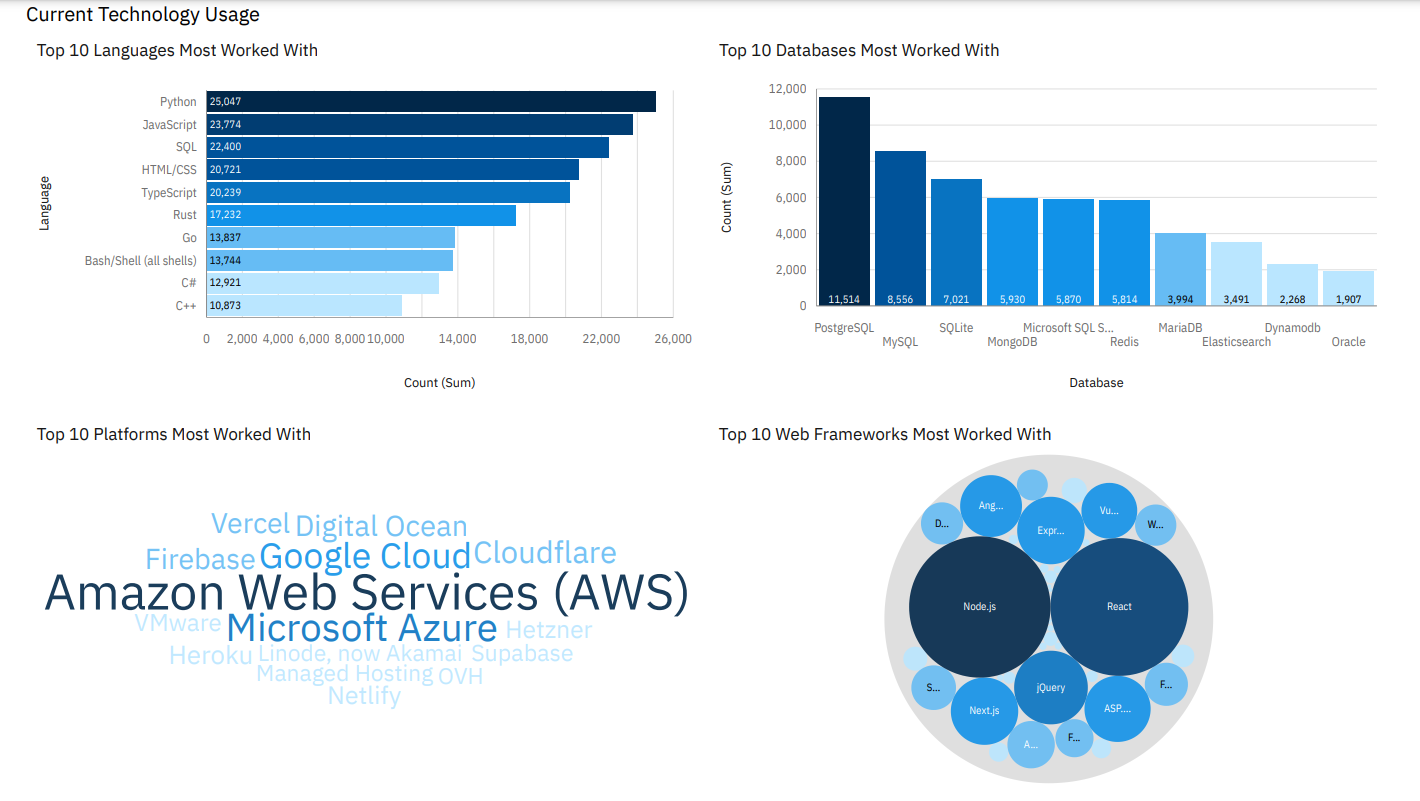 Current Technology Usage
Top 10 Languages Most Worked With
Language
Python 25,047
JavaScript 23,774
SQL 22,400
HTML/CSS 20,721
TypeScript 20,239
Rust 17,232
Go 13,837
Bash/Shell (all shells) 13,744
C# 12,921
C++ 10,873
0 2,000 4,000 6,000 8,000 10,000 14,000 18,000 22,000 26,000
Count (Sum)
Top 10 Databases Most Worked With
Count (Sum)
12,000
10,000
8,000
6,000
4,000
2,000
0
11,514 8,556 7,021 5,930 5,870 5,814 3,994 3,491 2,268 1,907
PostgreSQL SQLite Microsoft SQL S... MariaDB Dynamodb
MySQL MongoDB Redis Elasticsearch Oracle
Database
Top 10 Platforms Most Worked With
Vercel Digital Ocean
Firebase Google Cloud Cloudflare
Amazon Web Services (AWS)
VMware Microsoft Azure Hetzner
Heroku Linode, now Akamai Supabase
Managed Hosting OVH
Netlify
Top 10 Web Frameworks Most Worked With
Ang...
Vu...
D...
Expr...
W...
Node.js
React
S...
jQuery
F...
Next.js
ASP....
A...
F...